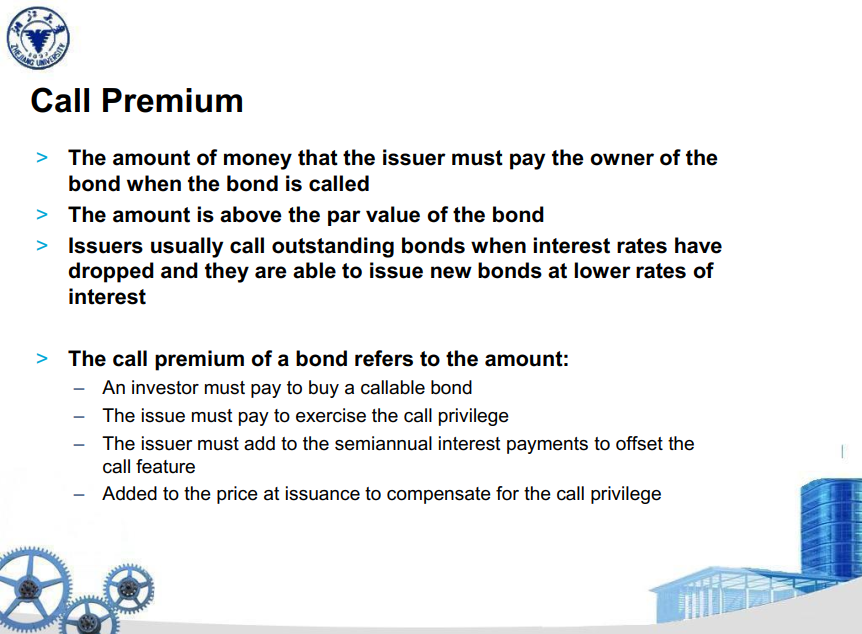 ZHEJIANG UNIVERSITY
1897
Call Premium
> The amount of money that the issuer must pay the owner of the
bond when the bond is called
> The amount is above the par value of the bond
> Issuers usually call outstanding bonds when interest rates have
dropped and they are able to issue new bonds at lower rates of
interest
> The call premium of a bond refers to the amount:
– An investor must pay to buy a callable bond
– The issue must pay to exercise the call privilege
– The issuer must add to the semiannual interest payments to offset the
call feature
– Added to the price at issuance to compensate for the call privilege